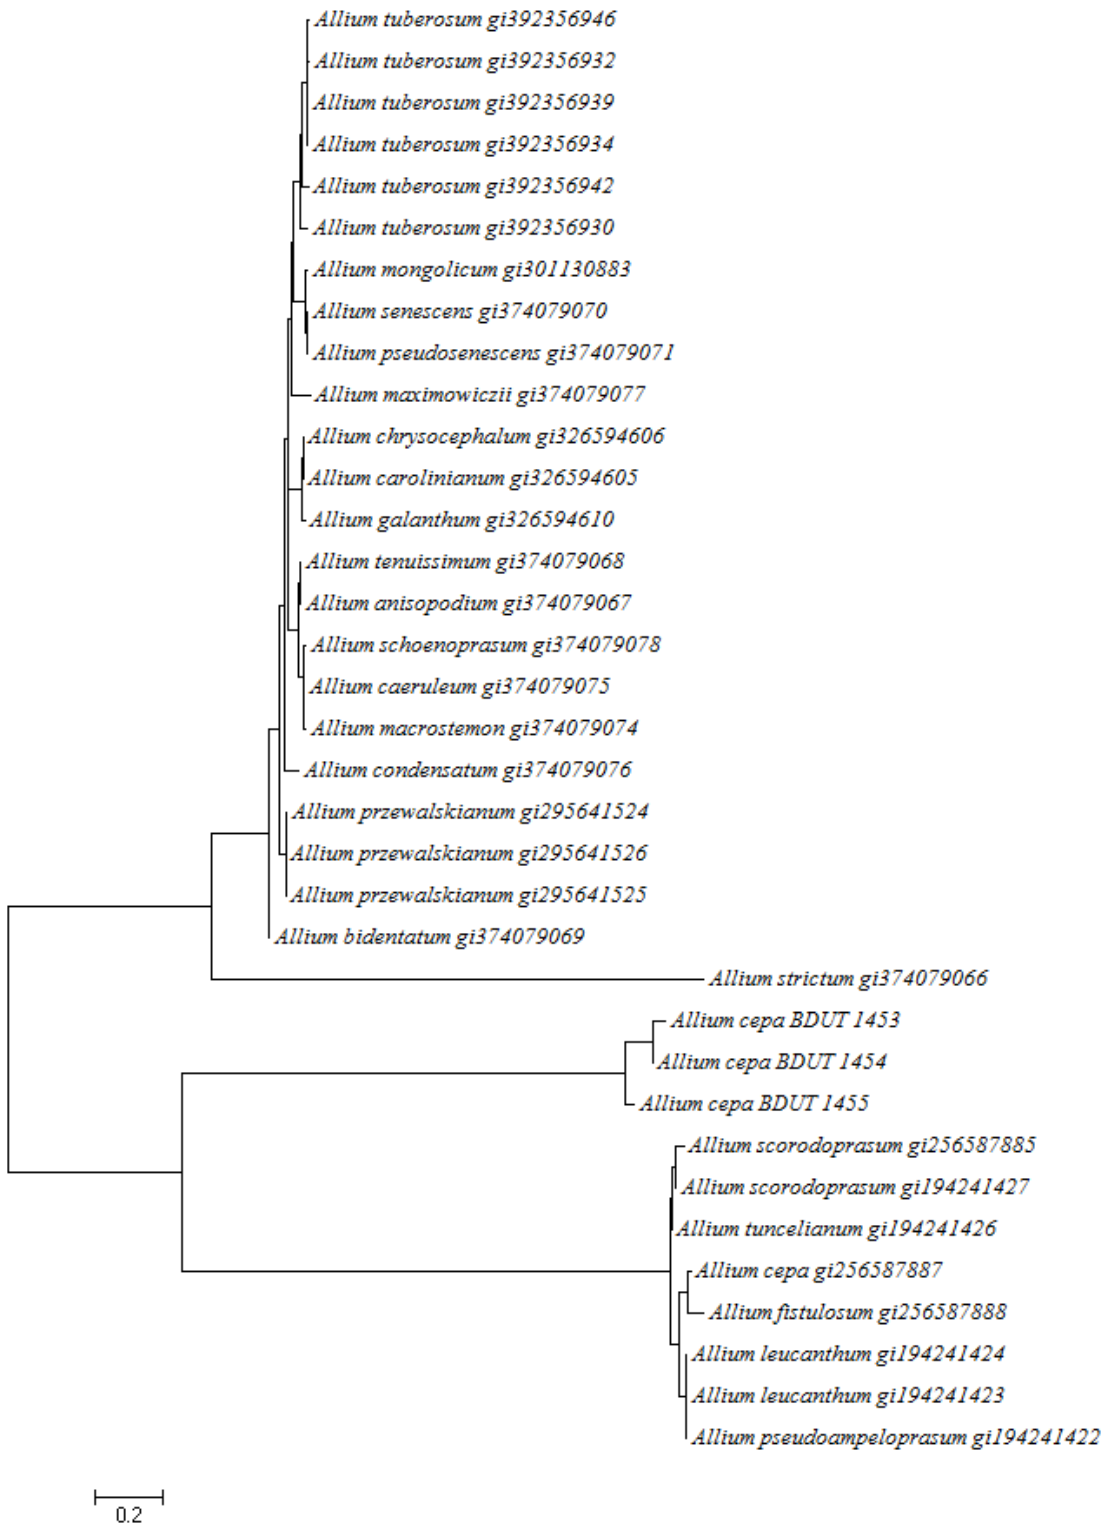 Allium tuberosum gi392356946
Allium tuberosum gi392356932
Allium tuberosum gi392356939
Allium tuberosum gi392356934
Allium tuberosum gi392356942
Allium tuberosum gi392356930
Allium mongolicum gi301130883
Allium senescens gi374079070
Allium pseudosenescens gi374079071
Allium maximowiczii gi374079077
Allium chrysocephalum gi326594606
Allium carolinianum gi326594605
Allium galanthum gi326594610
Allium tenuissimum gi374079068
Allium anisopodium gi374079067
Allium schoenoprasum gi374079078
Allium caeruleum gi374079075
Allium macrostemon gi374079074
Allium condensatum gi374079076
Allium przewalskianum gi295641524
Allium przewalskianum gi295641526
Allium przewalskianum gi295641525
Allium bidentatum gi374079069
Allium strictum gi374079066
Allium cepa BDUT 1453
Allium cepa BDUT 1454
Allium cepa BDUT 1455
Allium scorodoprasum gi256587885
Allium scorodoprasum gi194241427
Allium tuncelianum gi194241426
Allium cepa gi256587887
Allium fistulosum gi256587888
Allium leucanthum gi194241424
Allium leucanthum gi194241423
Allium pseudoampeloprasum gi194241422
0.2